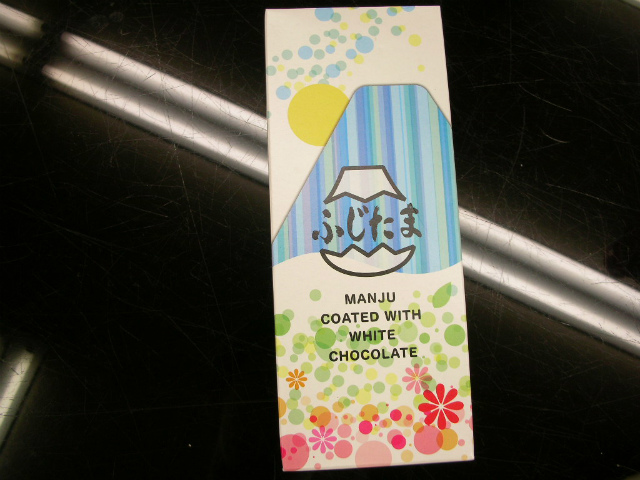 ふじたま
MANJU
COATED WITH
WHITE
CHOCOLATE